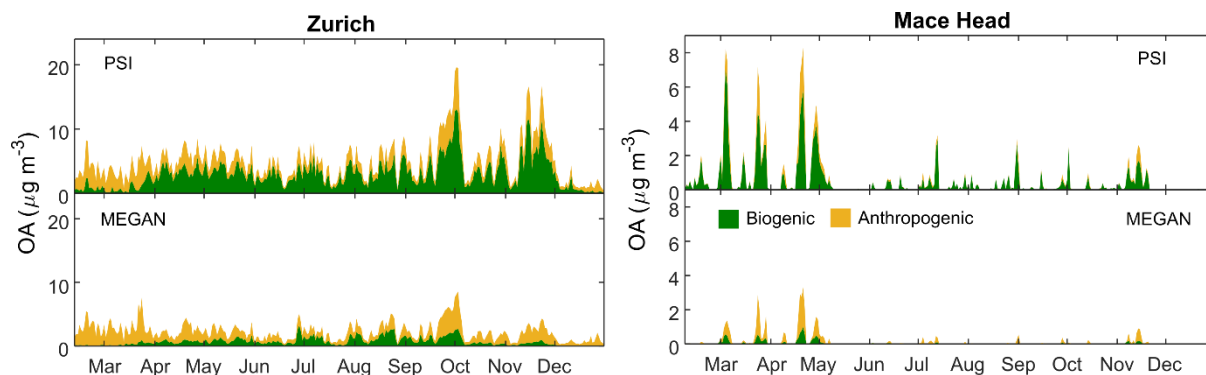 Zurich
PSI
20
10
0
MEGAN
20
10
0
OA (μg m⁻³)
Mar Apr May Jun Jul Aug Sep Oct Nov Dec
Mace Head
PSI
8
6
4
2
0
Biogenic Anthropogenic MEGAN
8
6
4
2
0
OA (μg m⁻³)
Mar Apr May Jun Jul Aug Sep Oct Nov Dec